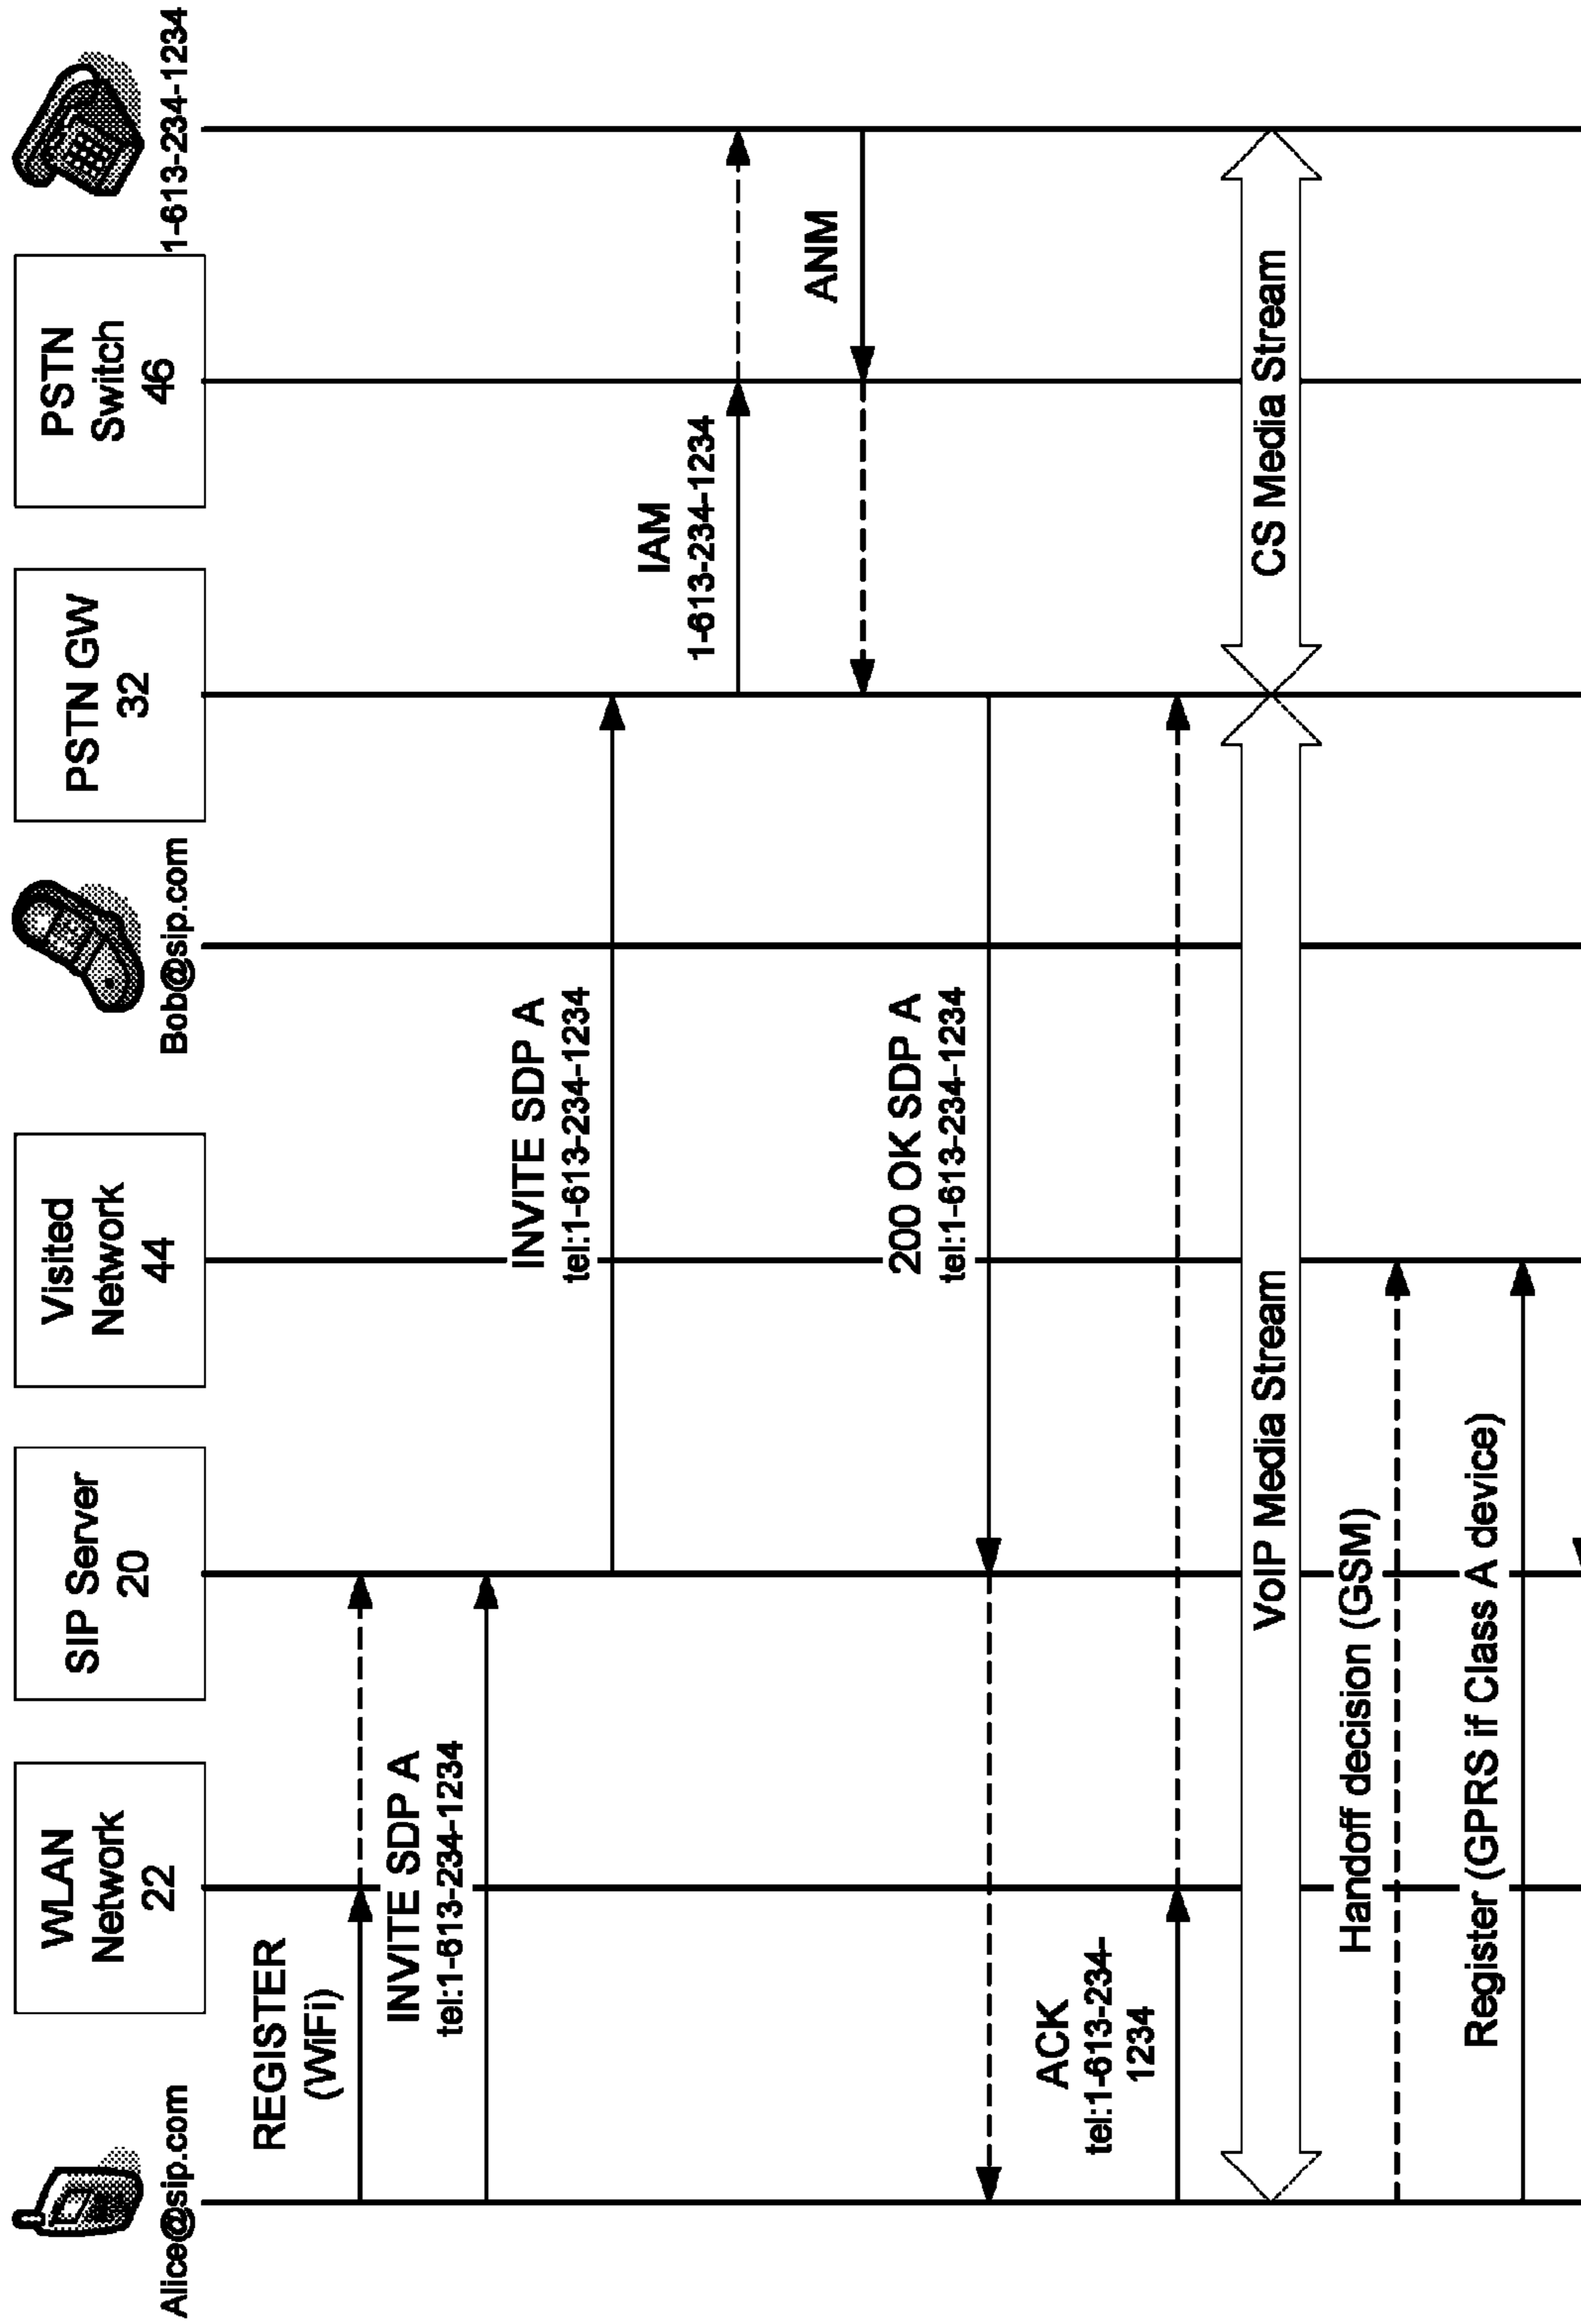 Alice@sip.com
WLAN
Network
22
SIP Server
20
Visited
Network
44
Bob@sip.com
PSTN GW
32
PSTN
Switch
46
1-613-234-1234
REGISTER
(WiFi)
INVITE SDP A
tel:1-613-234-1234
INVITE SDP A
tel:1-613-234-1234
IAM
1-613-234-1234
ANM
200 OK SDP A
tel:1-613-234-1234
ACK
tel:1-613-234-
1234
VoIP Media Stream
CS Media Stream
Handoff decision (GSM)
Register (GPRS if Class A device)